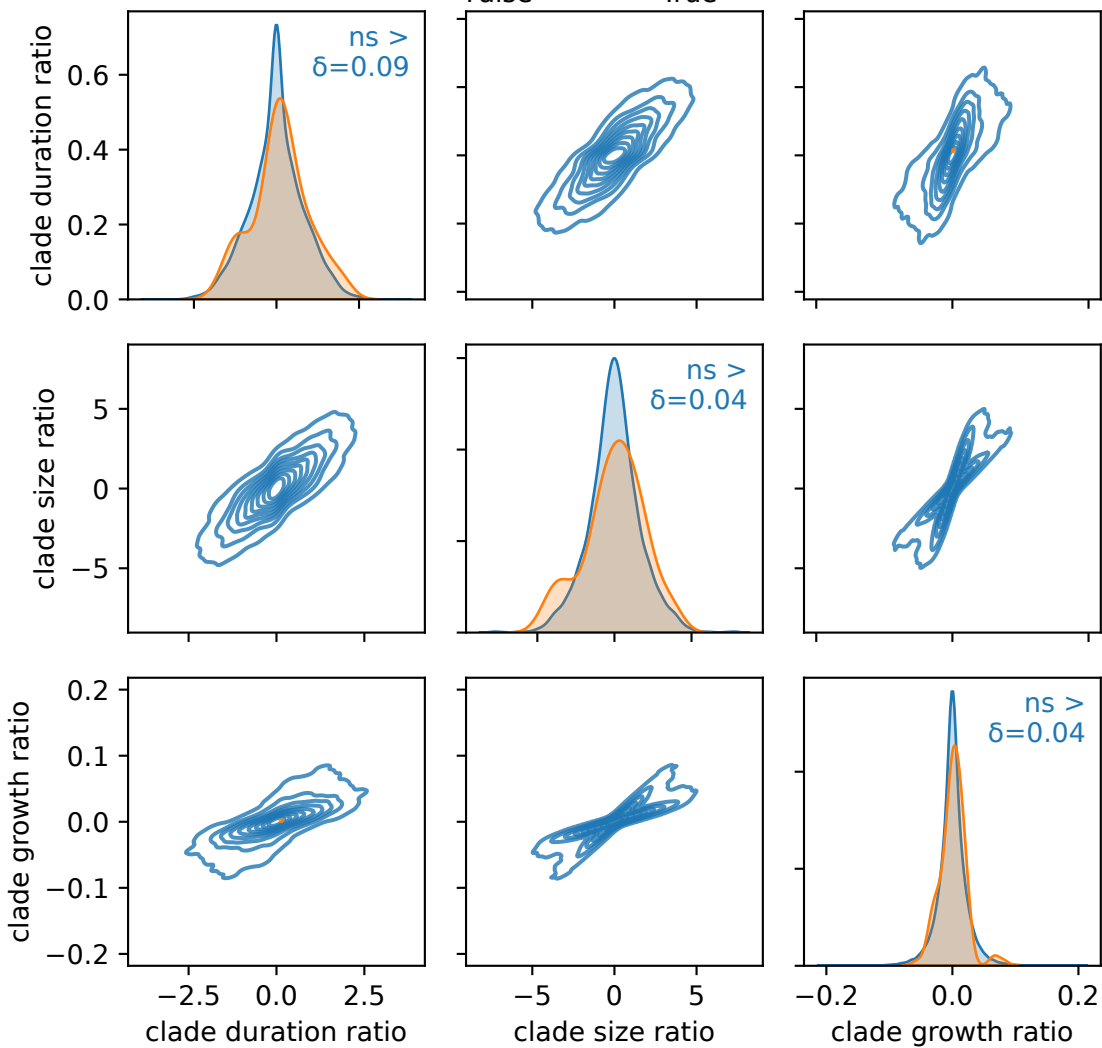 clade duration ratio
0.6
0.4
0.2
0.0
ns >
δ=0.09
clade size ratio
5
0
−5
ns >
δ=0.04
clade growth ratio
0.2
0.1
0.0
−0.1
−0.2
ns >
δ=0.04
−2.5 0.0 2.5
−5 0 5
−0.2 0.0 0.2
clade duration ratio
clade size ratio
clade growth ratio